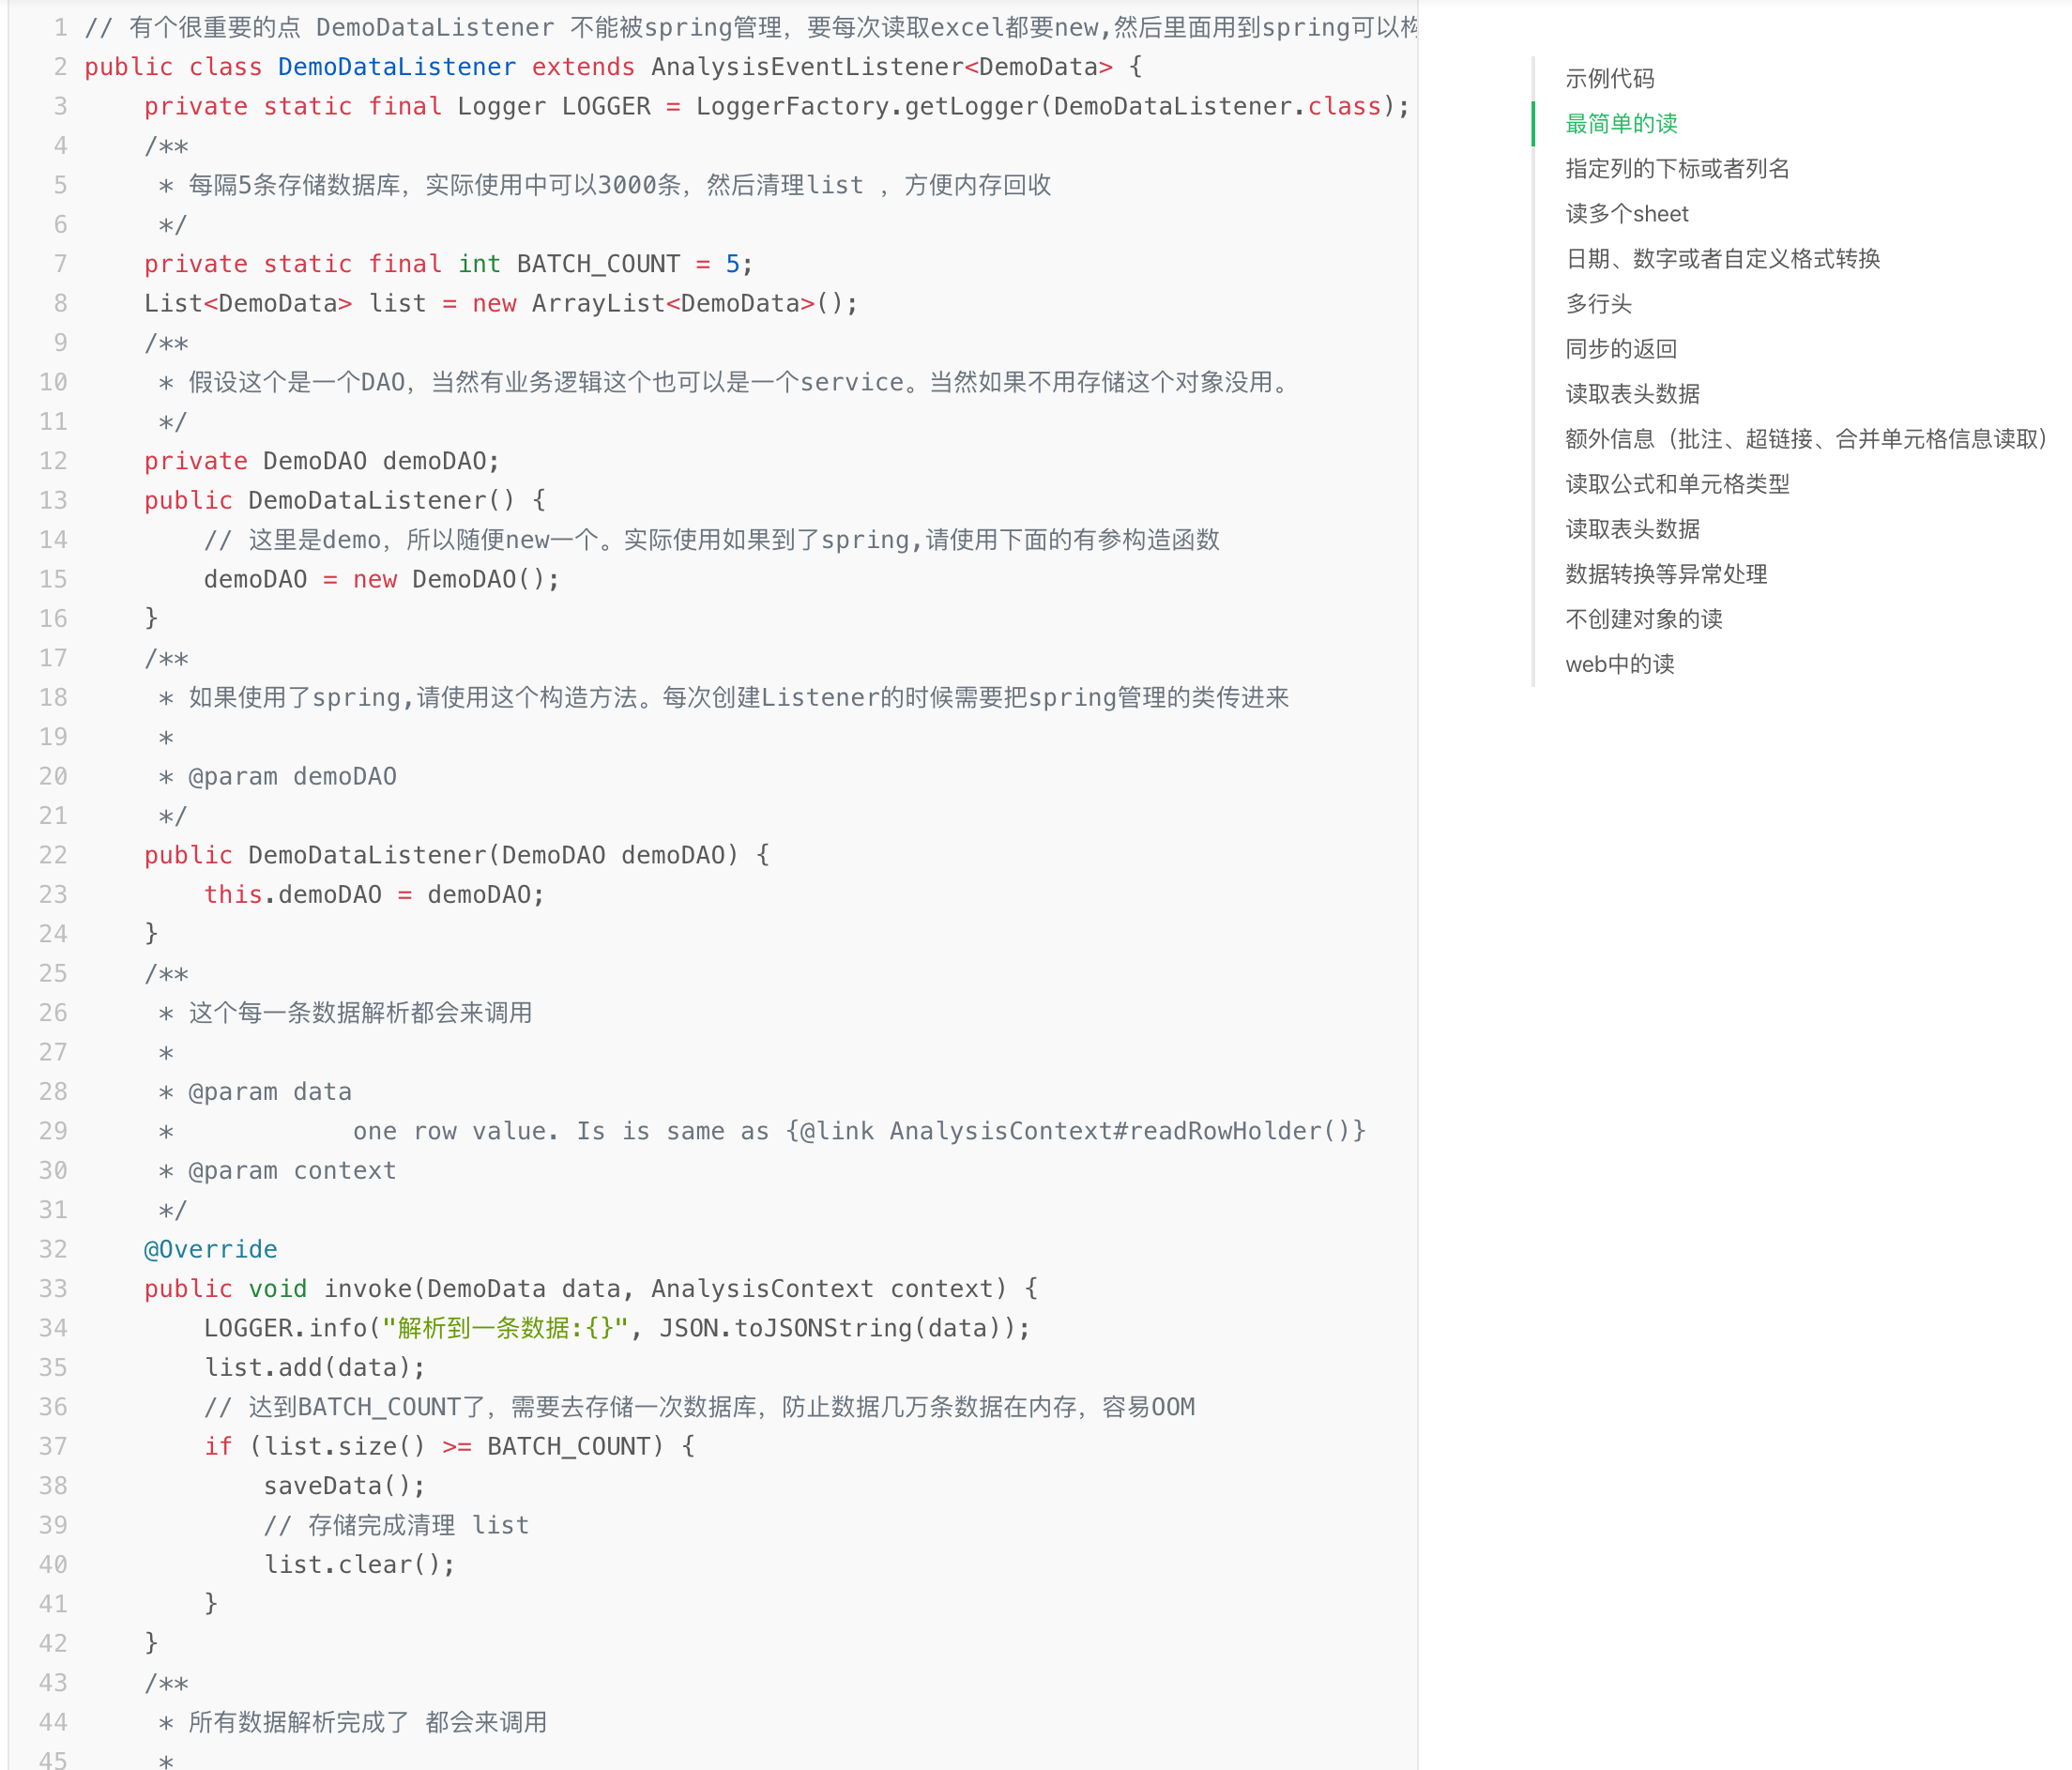 1 // 有个很重要的点 DemoDataListener 不能被spring管理，要每次读取excel都要new,然后里面用到spring可以构
2 public class DemoDataListener extends AnalysisEventListener<DemoData> {
3 private static final Logger LOGGER = LoggerFactory.getLogger(DemoDataListener.class);
4 /**
5 * 每隔5条存储数据库，实际使用中可以3000条，然后清理list ，方便内存回收
6 */
7 private static final int BATCH_COUNT = 5;
8 List<DemoData> list = new ArrayList<DemoData>();
9 /**
10 * 假设这个是一个DAO，当然有业务逻辑这个也可以是一个service。当然如果不用存储这个对象没用。
11 */
12 private DemoDAO demoDAO;
13 public DemoDataListener() {
14 // 这里是demo，所以随便new一个。实际使用如果到了spring,请使用下面的有参构造函数
15 demoDAO = new DemoDAO();
16 }
17 /**
18 * 如果使用了spring,请使用这个构造方法。每次创建Listener的时候需要把spring管理的类传进来
19 *
20 * @param demoDAO
21 */
22 public DemoDataListener(DemoDAO demoDAO) {
23 this.demoDAO = demoDAO;
24 }
25 /**
26 * 这个每一条数据解析都会来调用
27 *
28 * @param data
29 * one row value. Is is same as {@link AnalysisContext#readRowHolder()}
30 * @param context
31 */
32 @Override
33 public void invoke(DemoData data, AnalysisContext context) {
34 LOGGER.info("解析到一条数据:{}", JSON.toJSONString(data));
35 list.add(data);
36 // 达到BATCH_COUNT了，需要去存储一次数据库，防止数据几万条数据在内存，容易OOM
37 if (list.size() >= BATCH_COUNT) {
38 saveData();
39 // 存储完成清理 list
40 list.clear();
41 }
42 }
43 /**
44 * 所有数据解析完成了 都会来调用
45 *
示例代码
最简单的读
指定列的下标或者列名
读多个sheet
日期、数字或者自定义格式转换
多行头
同步的返回
读取表头数据
额外信息（批注、超链接、合并单元格信息读取）
读取公式和单元格类型
读取表头数据
数据转换等异常处理
不创建对象的读
web中的读